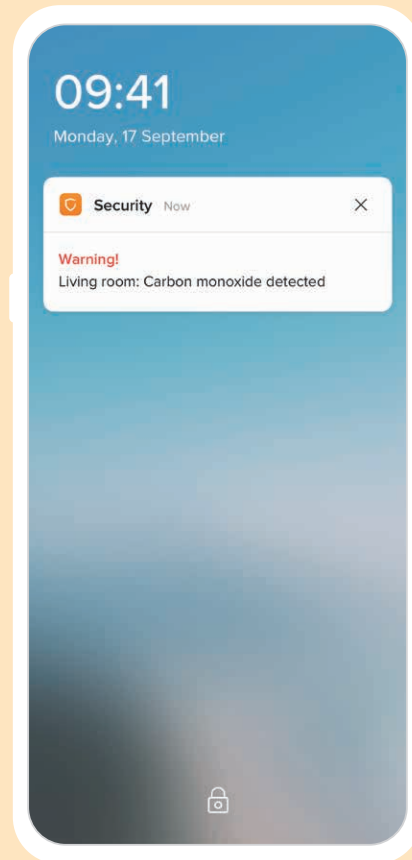 09:41
Monday, 17 September
Security Now
Warning!
Living room: Carbon monoxide detected